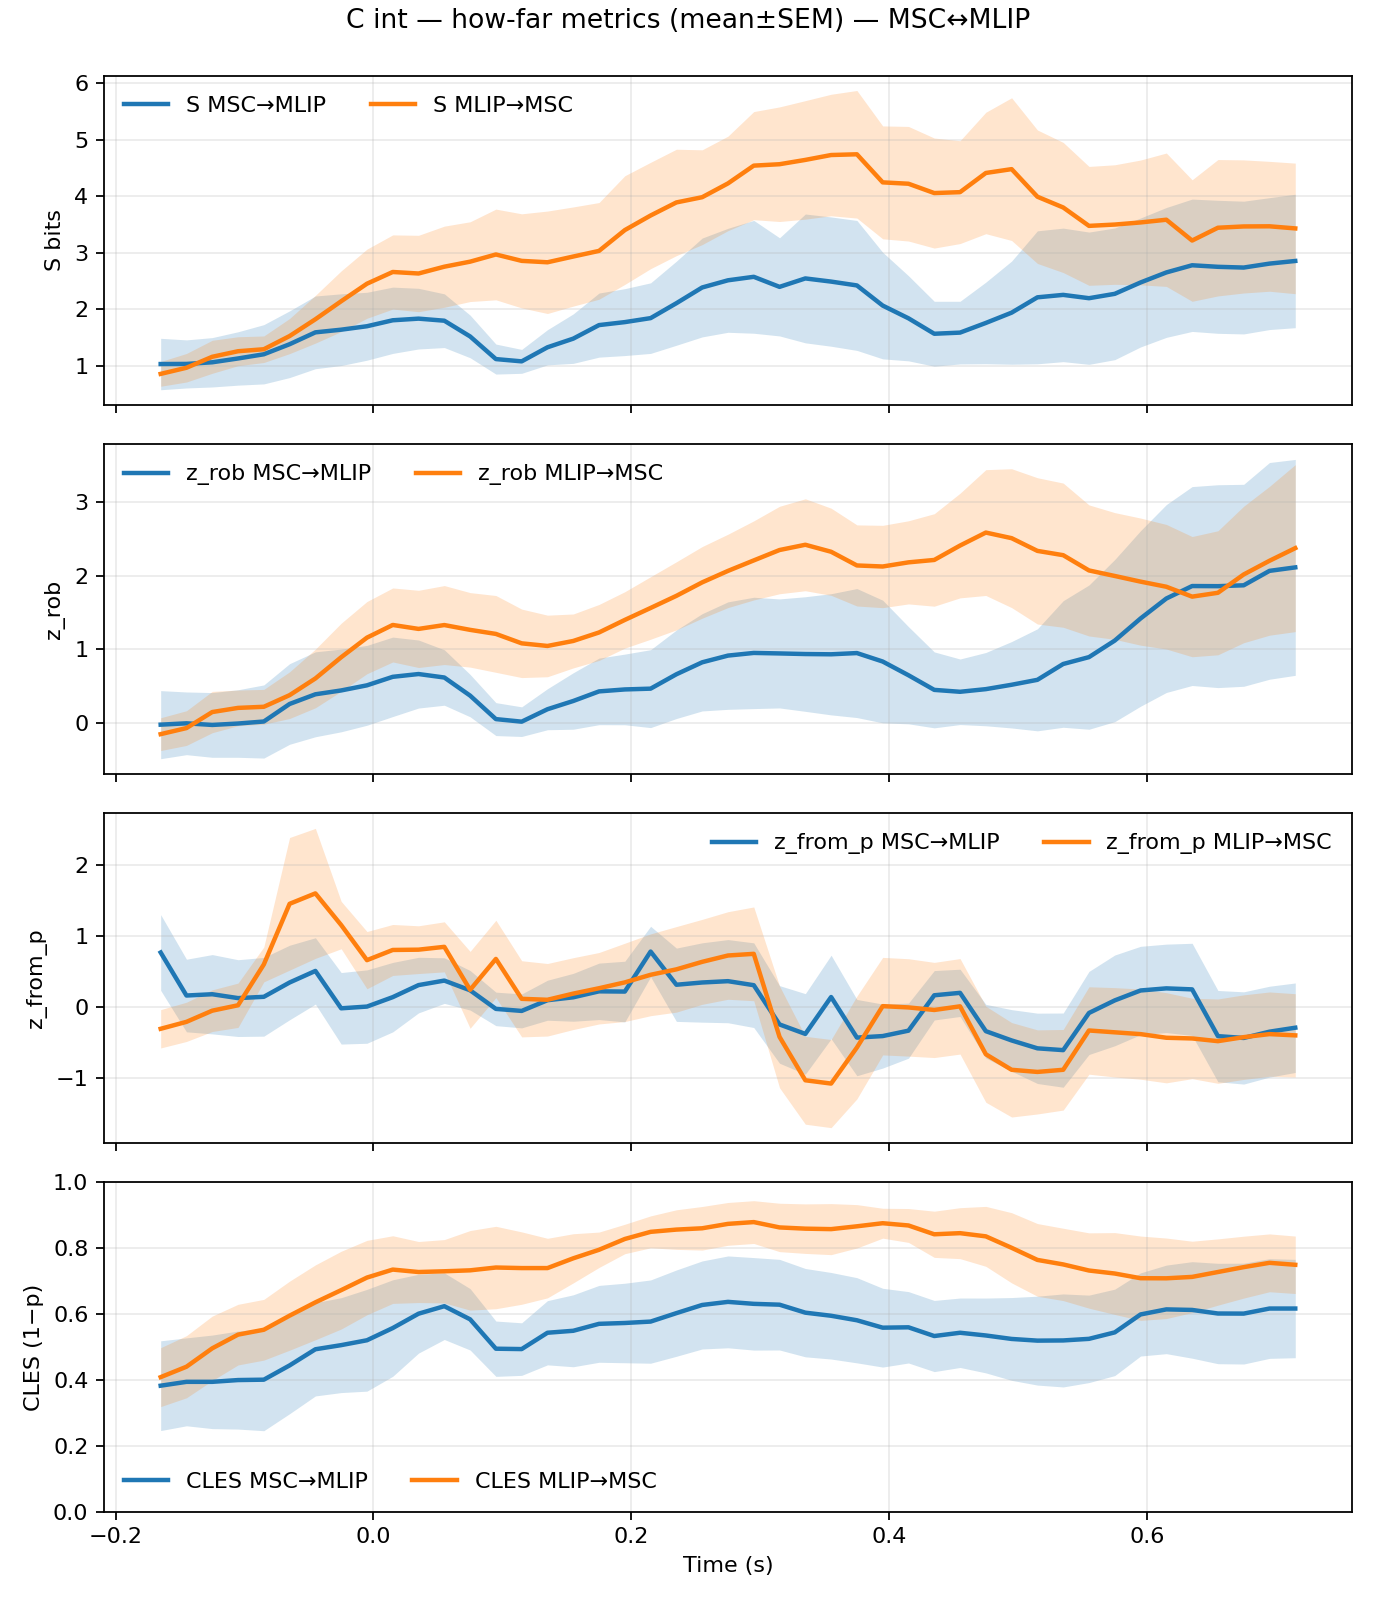 C int — how-far metrics (mean±SEM) — MSC↔MLIP
S MSC→MLIP S MLIP→MSC
6
5
4
3
2
1
S bits
z_rob MSC→MLIP z_rob MLIP→MSC
3
2
1
0
z_rob
z_from_p MSC→MLIP z_from_p MLIP→MSC
2
1
0
−1
z_from_p
1.0
0.8
0.6
0.4
0.2
0.0
CLES (1−p)
CLES MSC→MLIP CLES MLIP→MSC
−0.2 0.0 0.2 0.4 0.6
Time (s)